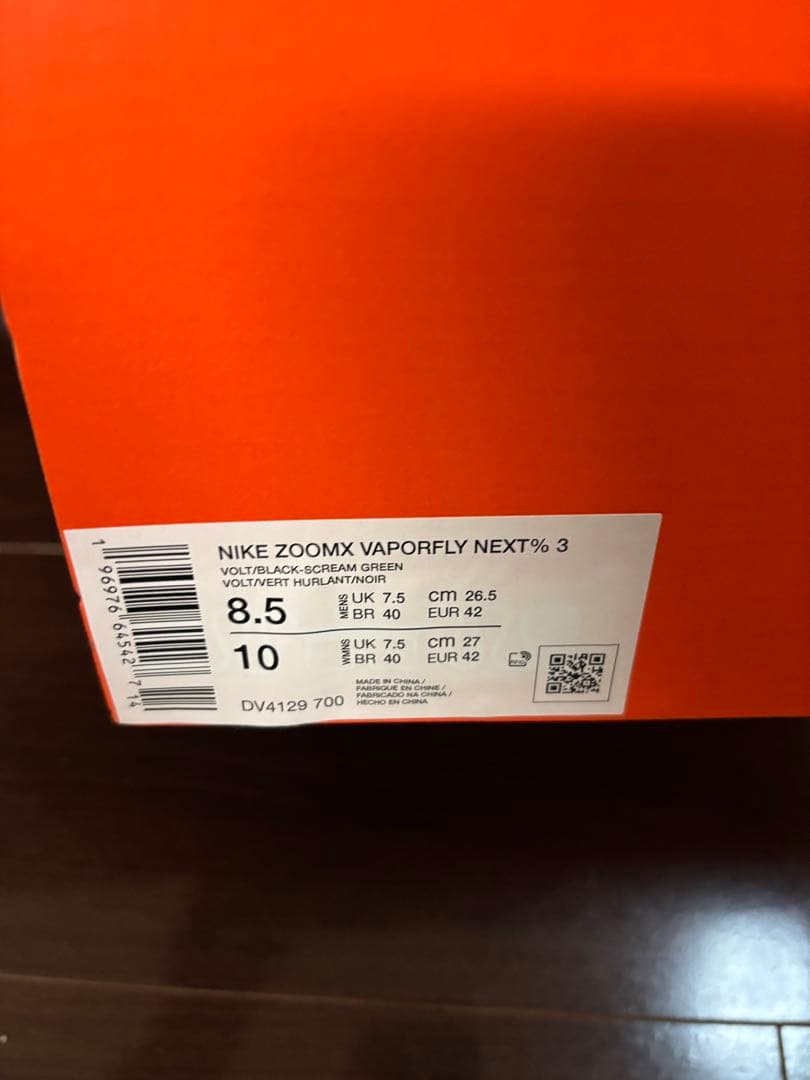 NIKE ZOOMX VAPORFLY NEXT% 3
VOLT/BLACK-SCREAM GREEN
VOLT/VERT HURLANT/NOIR
8.5 MENS UK 7.5 cm 26.5
BR 40 EUR 42
10 WMNS UK 7.5 cm 27
BR 40 EUR 42
RFID
MADE IN CHINA /
FABRIQUE EN CHINE /
FABRICADO NA CHINA /
HECHO EN CHINA
DV4129 700
1 96976 64542 7 14